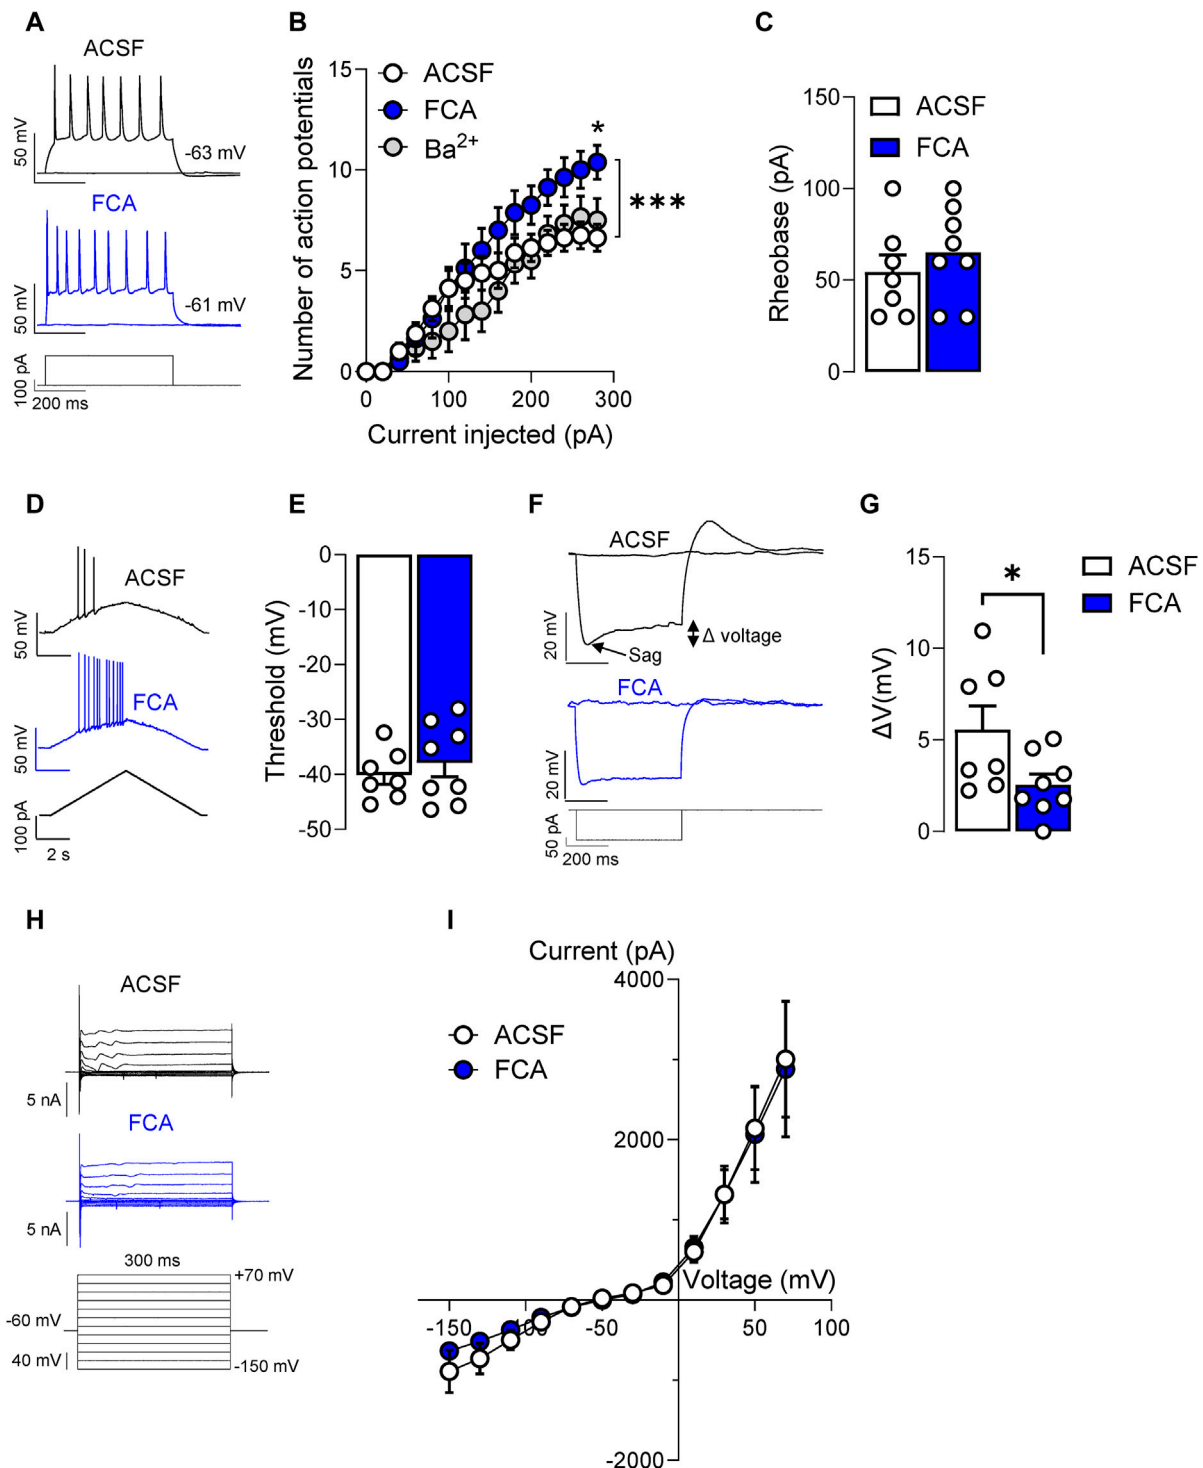 A
ACSF
50 mV
-63 mV
FCA
50 mV
-61 mV
100 pA
200 ms
B
Number of action potentials
15
10
5
0
ACSF
FCA
Ba2+
*
***
0 100 200 300
Current injected (pA)
C
Rheobase (pA)
150
100
50
0
ACSF
FCA
D
ACSF
50 mV
FCA
50 mV
100 pA
2 s
E
Threshold (mV)
0
-10
-20
-30
-40
-50
F
ACSF
20 mV
Δ voltage
Sag
FCA
20 mV
50 pA
200 ms
G
ΔV(mV)
15
10
5
0
*
ACSF
FCA
H
ACSF
5 nA
FCA
5 nA
300 ms
+70 mV
-60 mV
40 mV
-150 mV
I
Current (pA)
4000
ACSF
FCA
2000
Voltage (mV)
-150 -100 -50 50 100
-2000